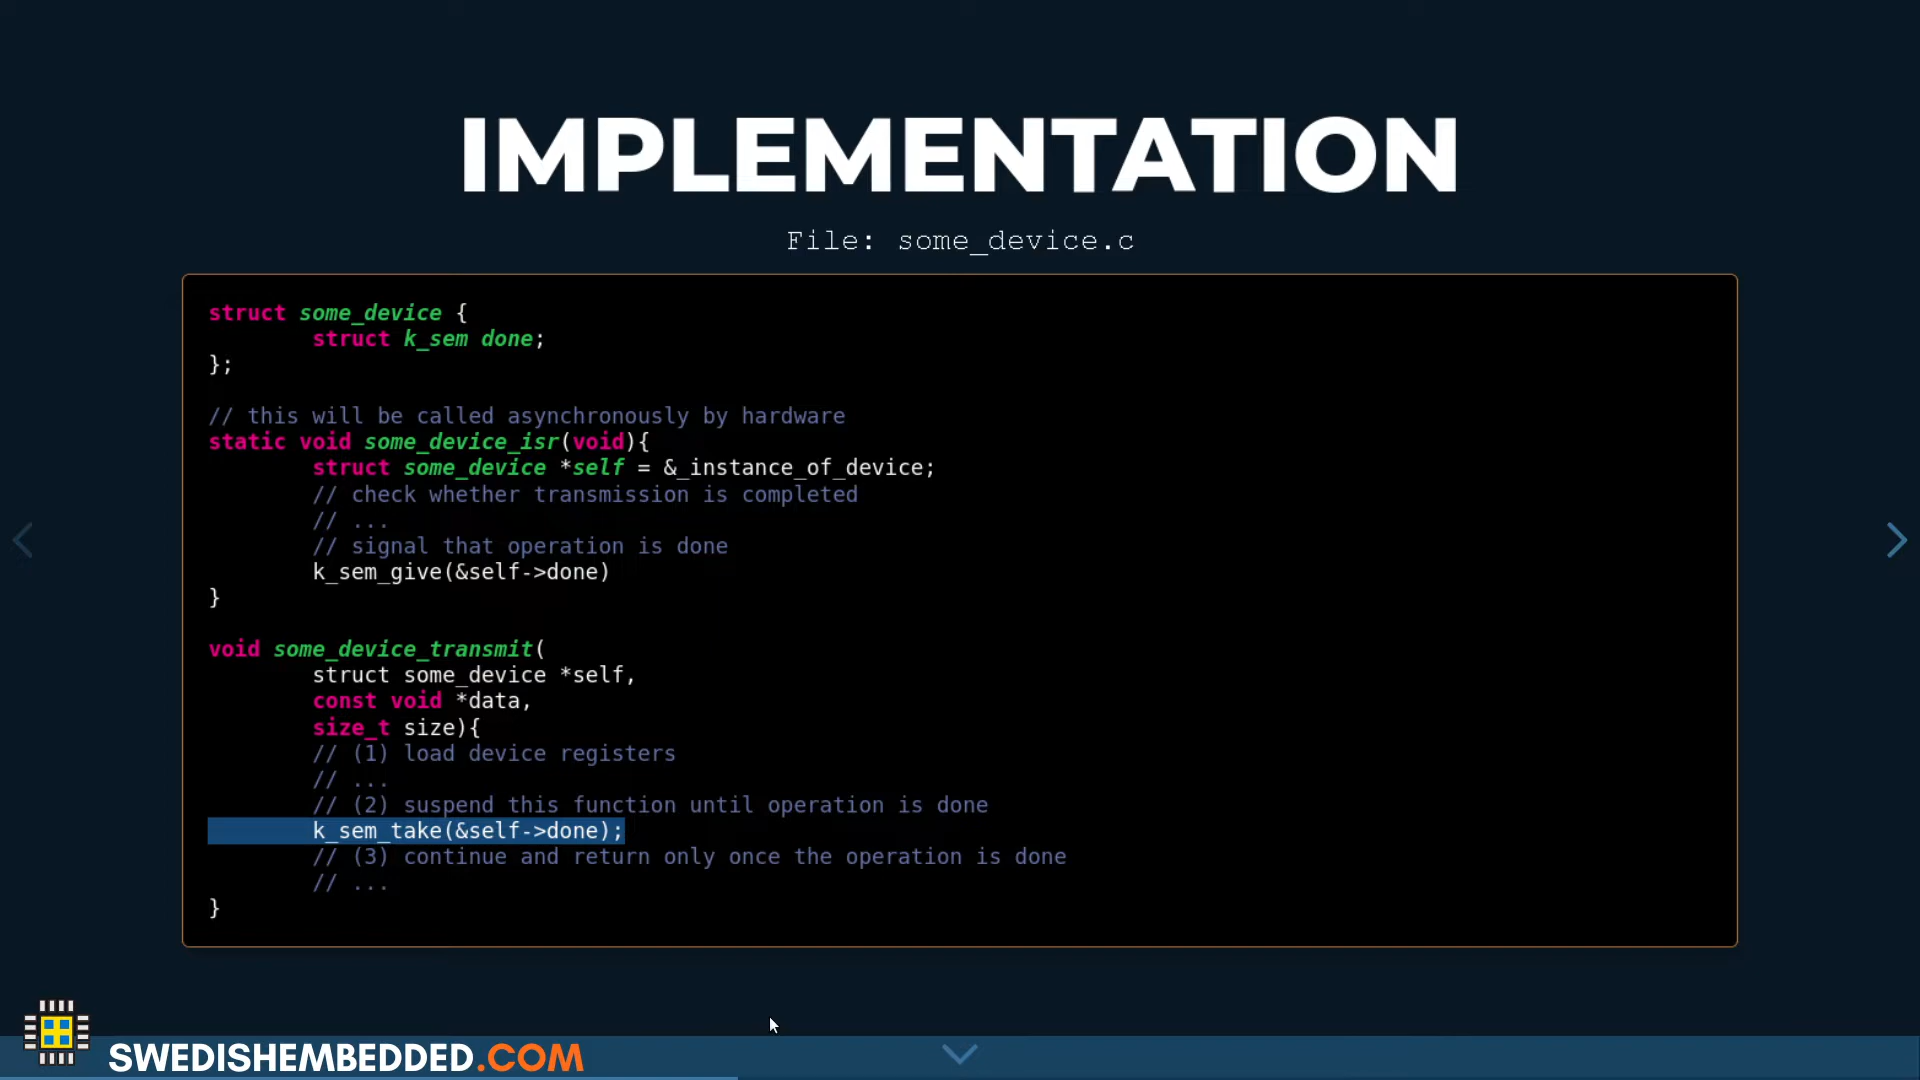 IMPLEMENTATION
File: some_device.c
struct some_device {
        struct k_sem done;
};

// this will be called asynchronously by hardware
static void some_device_isr(void){
        struct some_device *self = &_instance_of_device;
        // check whether transmission is completed
        // ...
        // signal that operation is done
        k_sem_give(&self->done)
}

void some_device_transmit(
        struct some_device *self,
        const void *data,
        size_t size){
        // (1) load device registers
        // ...
        // (2) suspend this function until operation is done
        k_sem_take(&self->done);
        // (3) continue and return only once the operation is done
        // ...
}
SWEDISHEMBEDDED.COM